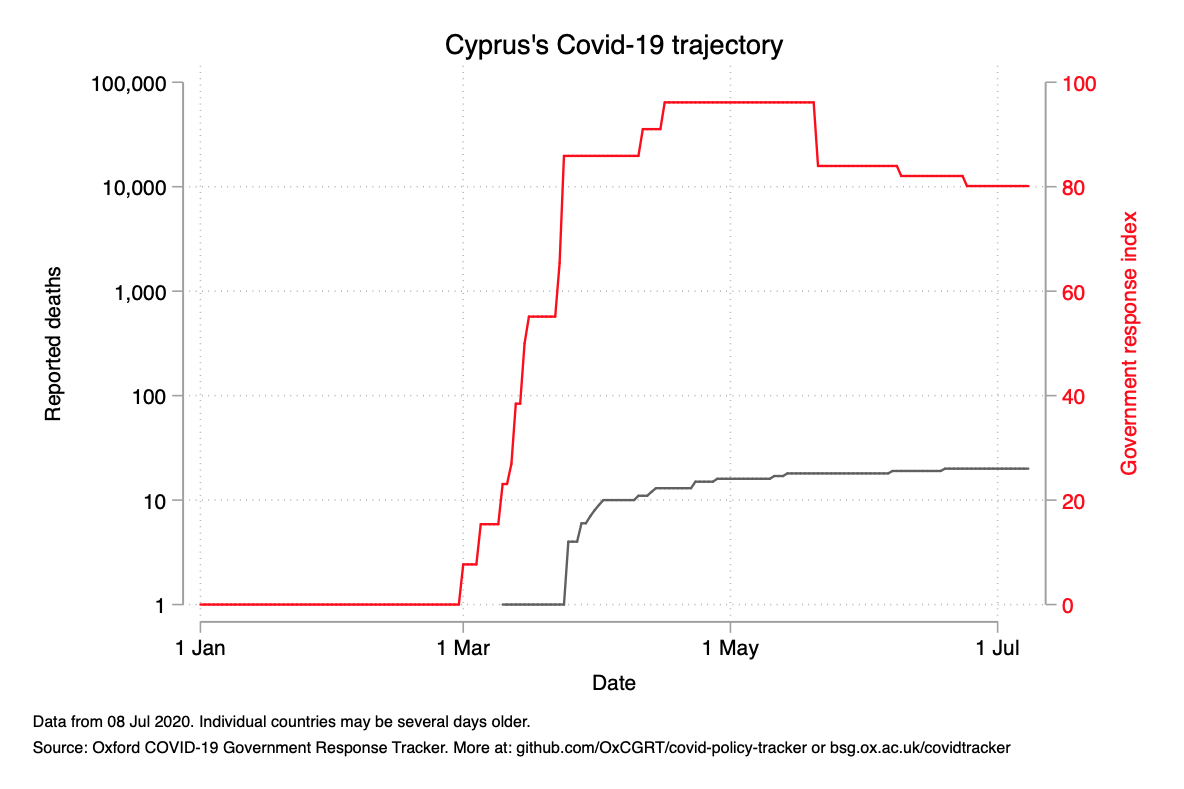 Cyprus's Covid-19 trajectory
100,000
10,000
1,000
100
10
1
Reported deaths
100
80
60
40
20
0
Government response index
1 Jan
1 Mar
1 May
1 Jul
Date
Data from 08 Jul 2020. Individual countries may be several days older.
Source: Oxford COVID-19 Government Response Tracker. More at: github.com/OxCGRT/covid-policy-tracker or bsg.ox.ac.uk/covidtracker